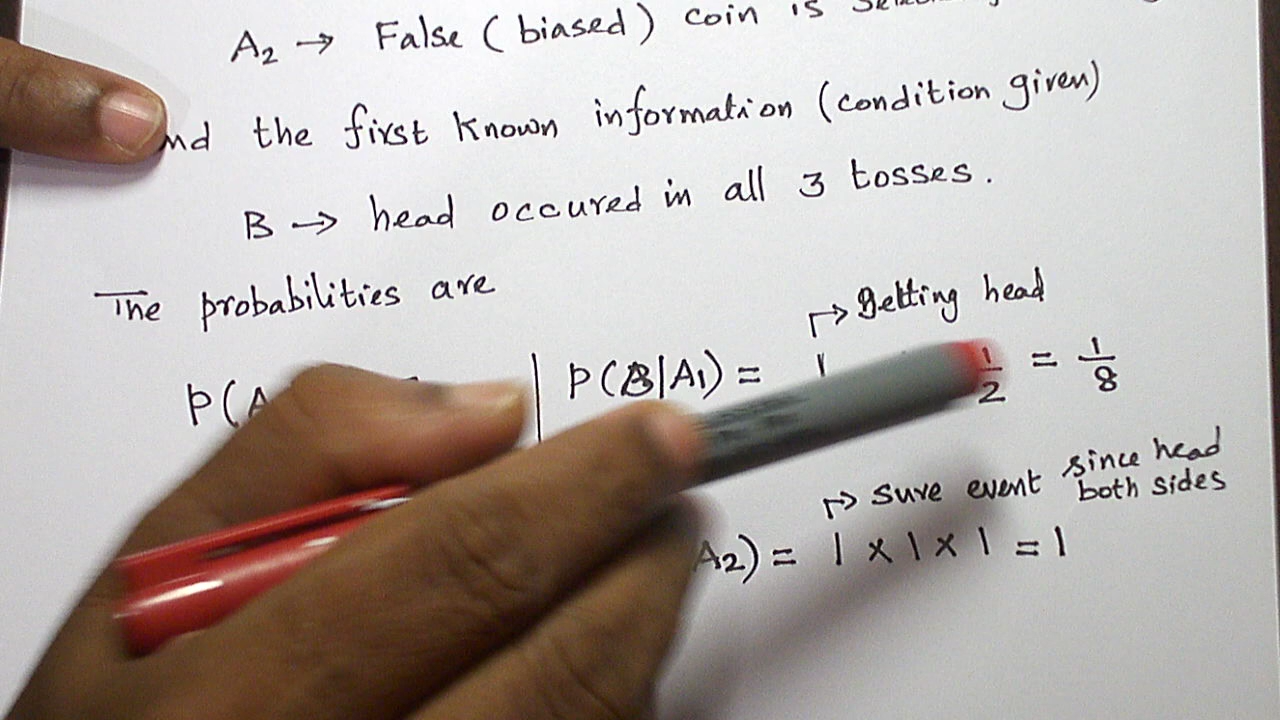 A2 → False (biased) coin is
the first known information (condition given)
B → head occured in all 3 tosses.
The probabilities are
↱ getting head
P(A | P(B|A1) = 1 1/2 = 1/8
↱ sure event since head both sides
A2) = 1 × 1 × 1 = 1